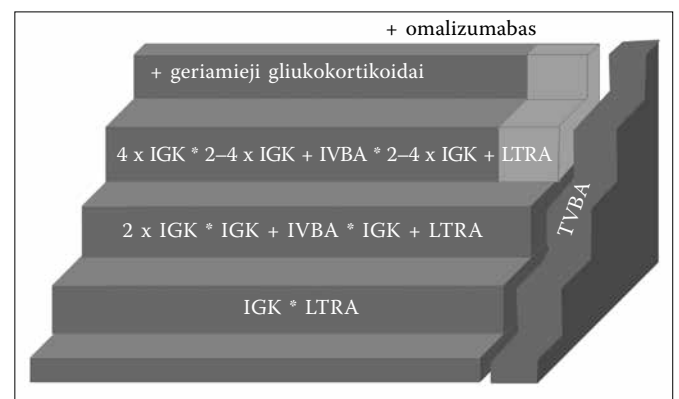 + omalizumabas
+ geriamieji gliukokortikoidai
4 x IGK * 2–4 x IGK + IVBA * 2–4 x IGK + LTRA
2 x IGK * IGK + IVBA * IGK + LTRA
IGK * LTRA
TVBA